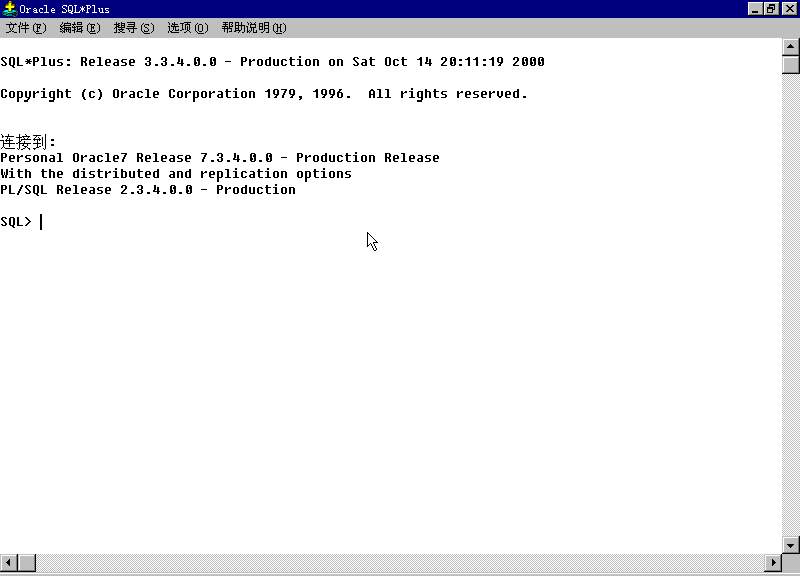 Oracle SQL*Plus
文件(F) 编辑(E) 搜寻(S) 选项(O) 帮助说明(H)
SQL*Plus: Release 3.3.4.0.0 - Production on Sat Oct 14 20:11:19 2000
Copyright (c) Oracle Corporation 1979, 1996.  All rights reserved.
连接到:
Personal Oracle7 Release 7.3.4.0.0 - Production Release
With the distributed and replication options
PL/SQL Release 2.3.4.0.0 - Production
SQL>